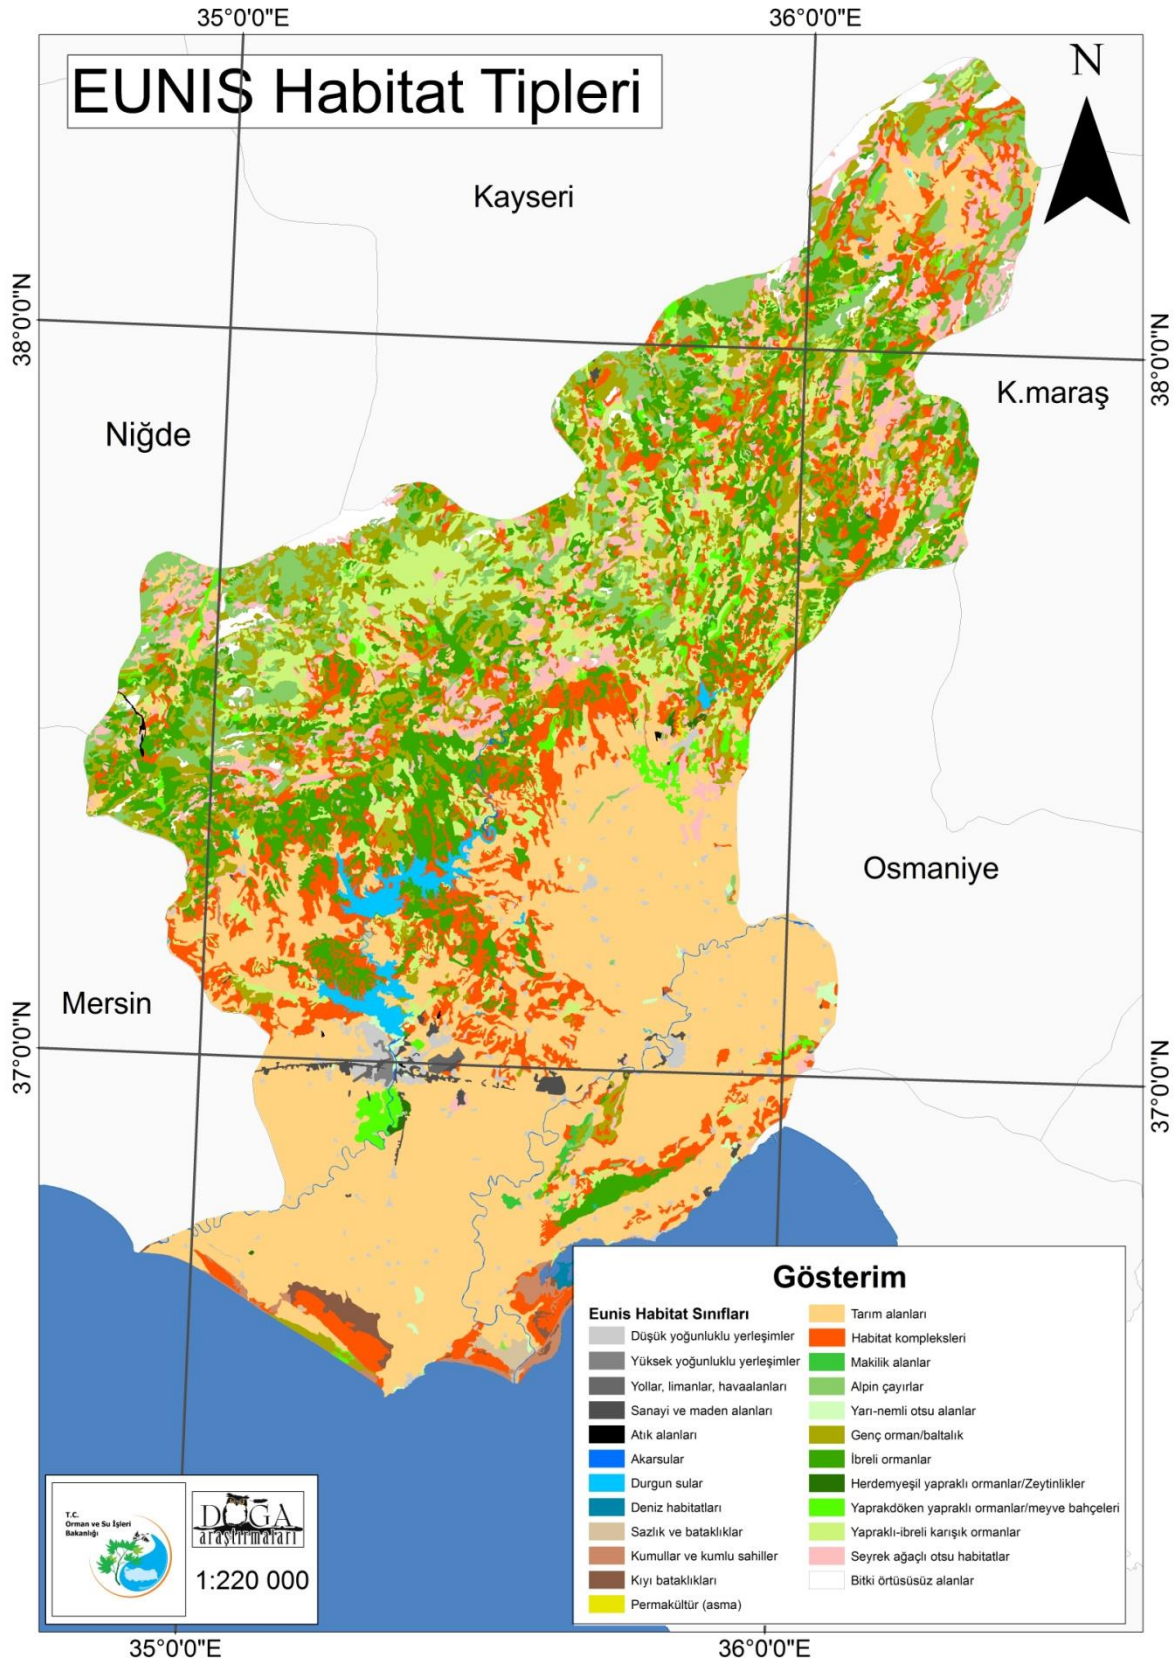 35°0'0"E
36°0'0"E
EUNIS Habitat Tipleri
N
Kayseri
38°0'0"N
38°0'0"N
K.maraş
Niğde
Osmaniye
Mersin
37°0'0"N
37°0'0"N
Gösterim
Eunis Habitat Sınıfları
Düşük yoğunluklu yerleşimler
Yüksek yoğunluklu yerleşimler
Yollar, limanlar, havaalanları
Sanayi ve maden alanları
Atık alanları
Akarsular
Durgun sular
Deniz habitatları
Sazlık ve bataklıklar
Kumullar ve kumlu sahiller
Kıyı bataklıkları
Permakültür (asma)
Tarım alanları
Habitat kompleksleri
Makilik alanlar
Alpin çayırlar
Yarı-nemli otsu alanlar
Genç orman/baltalık
İbreli ormanlar
Herdemyeşil yapraklı ormanlar/Zeytinlikler
Yaprakdöken yapraklı ormanlar/meyve bahçeleri
Yapraklı-ibreli karışık ormanlar
Seyrek ağaçlı otsu habitatlar
Bitki örtüsüsüz alanlar
T.C.
Orman ve Su İşleri
Bakanlığı
DOĞA
araştırmaları
1:220 000
35°0'0"E
36°0'0"E